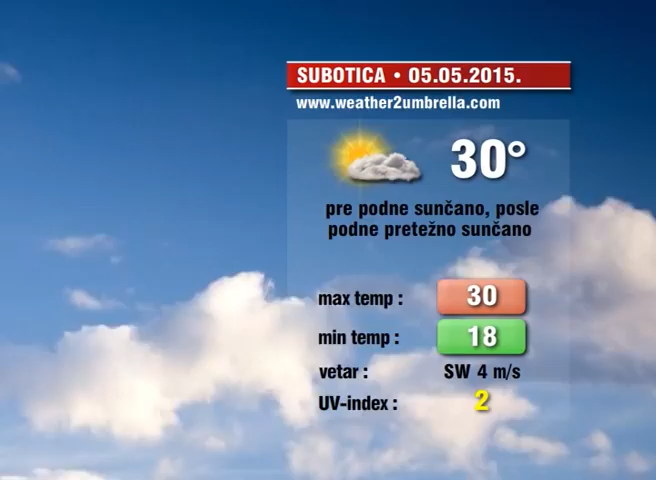 SUBOTICA • 05.05.2015.
www.weather2umbrella.com
30°
pre podne sunčano, posle
podne pretežno sunčano
max temp : 30
min temp : 18
vetar : SW 4 m/s
UV-index : 2